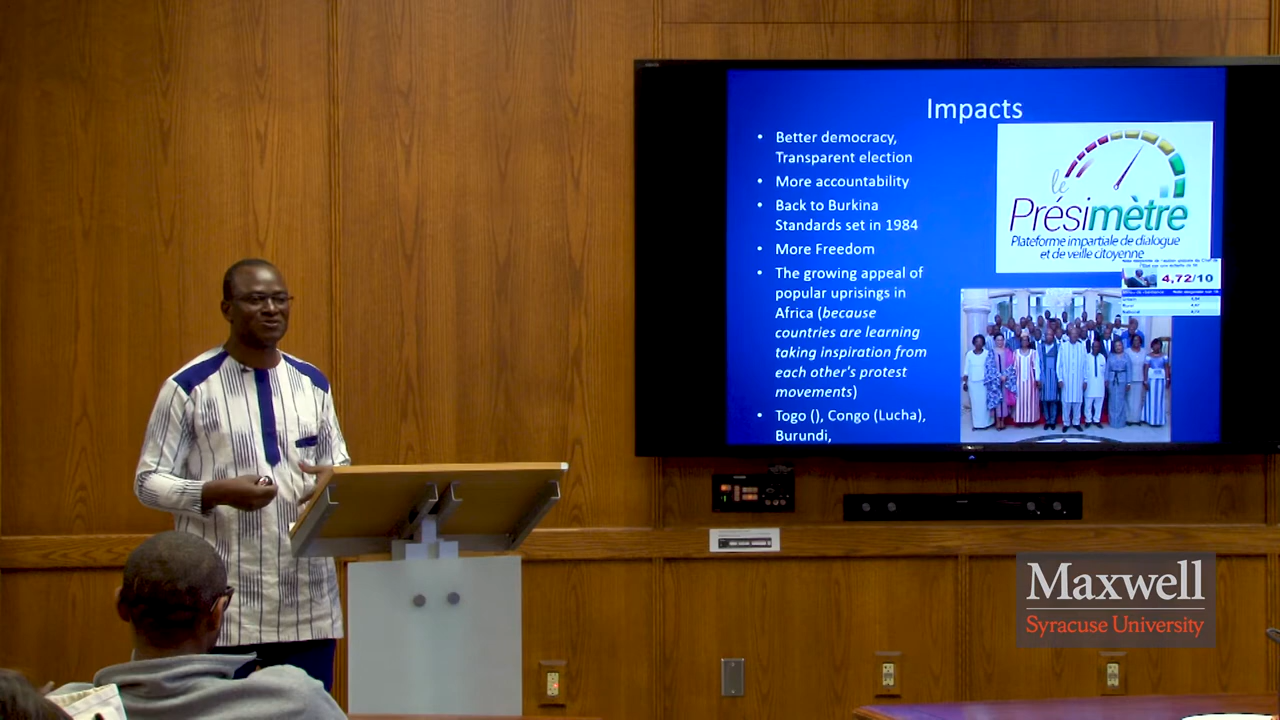 Impacts
• Better democracy,
Transparent election
• More accountability
• Back to Burkina
Standards set in 1984
• More Freedom
• The growing appeal of
popular uprisings in
Africa (because
countries are learning
taking inspiration from
each other's protest
movements)
• Togo (), Congo (Lucha),
Burundi,
le
Présimètre
Plateforme impartiale de dialogue
et de veille citoyenne
4,72/10
Maxwell
Syracuse University